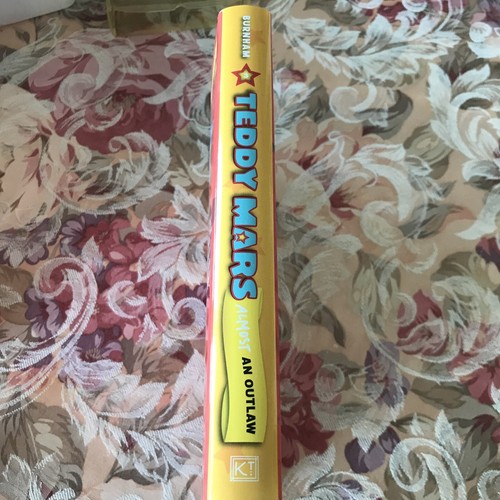 BURNHAM
TEDDY MARS
ALMOST AN OUTLAW
KT